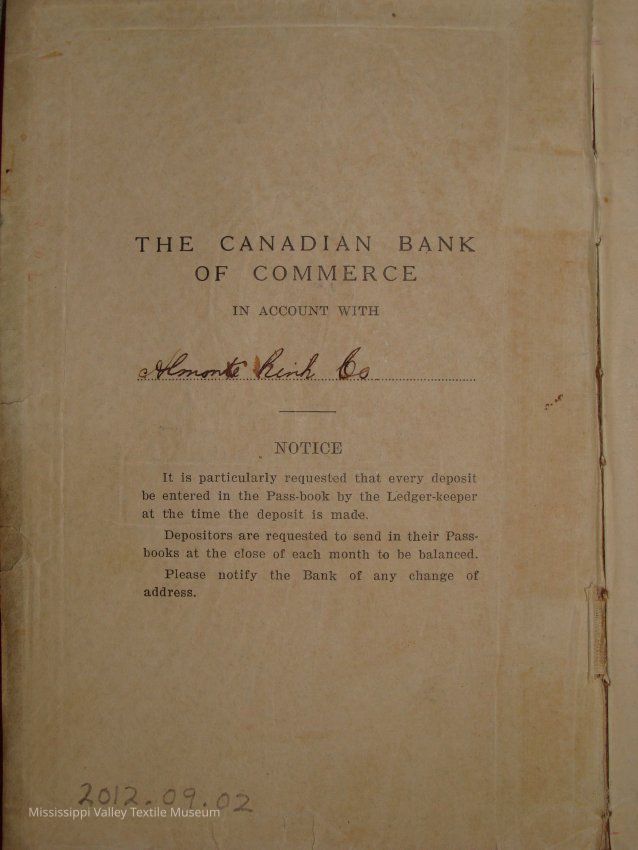 THE CANADIAN BANK
OF COMMERCE
IN ACCOUNT WITH
Almonte Rink Co
NOTICE
It is particularly requested that every deposit
be entered in the Pass-book by the Ledger-keeper
at the time the deposit is made.
Depositors are requested to send in their Pass-
books at the close of each month to be balanced.
Please notify the Bank of any change of
address.
2012.09.02
Mississippi Valley Textile Museum